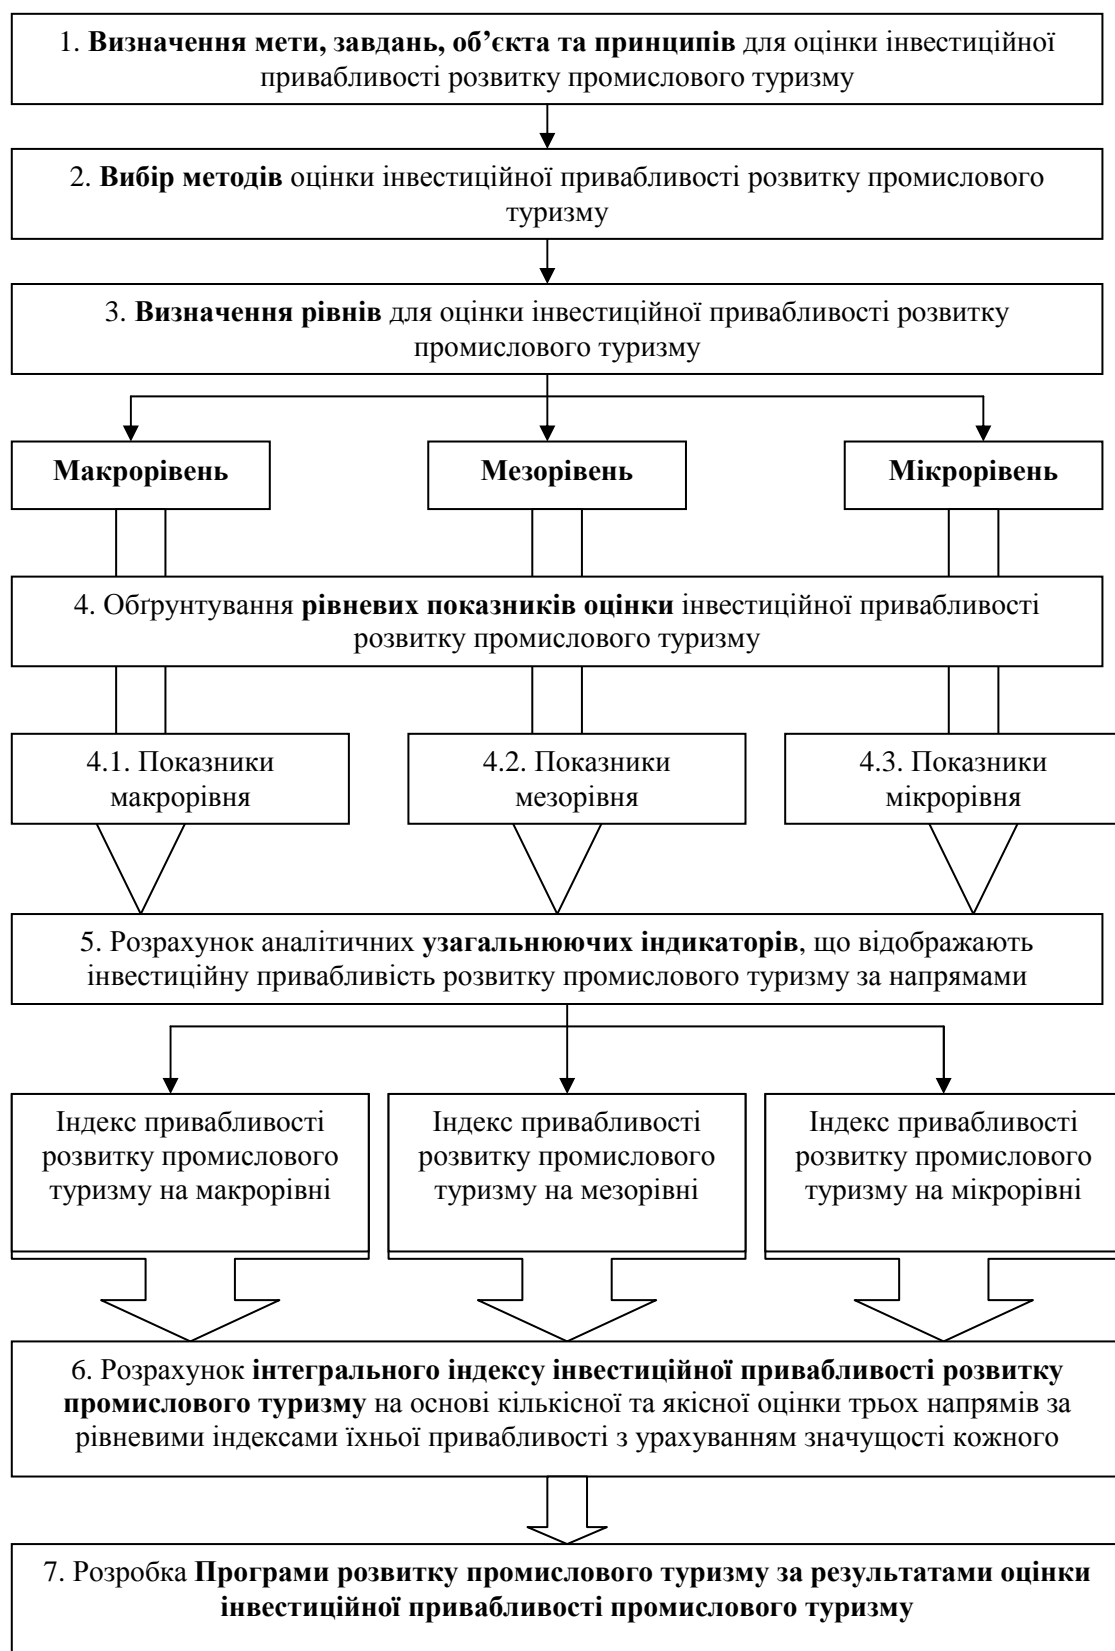 1. Визначення мети, завдань, об’єкта та принципів для оцінки інвестиційної
привабливості розвитку промислового туризму
2. Вибір методів оцінки інвестиційної привабливості розвитку промислового
туризму
3. Визначення рівнів для оцінки інвестиційної привабливості розвитку
промислового туризму
Макрорівень
Мезорівень
Мікрорівень
4. Обґрунтування рівневих показників оцінки інвестиційної привабливості
розвитку промислового туризму
4.1. Показники
макрорівня
4.2. Показники
мезорівня
4.3. Показники
мікрорівня
5. Розрахунок аналітичних узагальнюючих індикаторів, що відображають
інвестиційну привабливість розвитку промислового туризму за напрямами
Індекс привабливості
розвитку промислового
туризму на макрорівні
Індекс привабливості
розвитку промислового
туризму на мезорівні
Індекс привабливості
розвитку промислового
туризму на мікрорівні
6. Розрахунок інтегрального індексу інвестиційної привабливості розвитку
промислового туризму на основі кількісної та якісної оцінки трьох напрямів за
рівневими індексами їхньої привабливості з урахуванням значущості кожного
7. Розробка Програми розвитку промислового туризму за результатами оцінки
інвестиційної привабливості промислового туризму